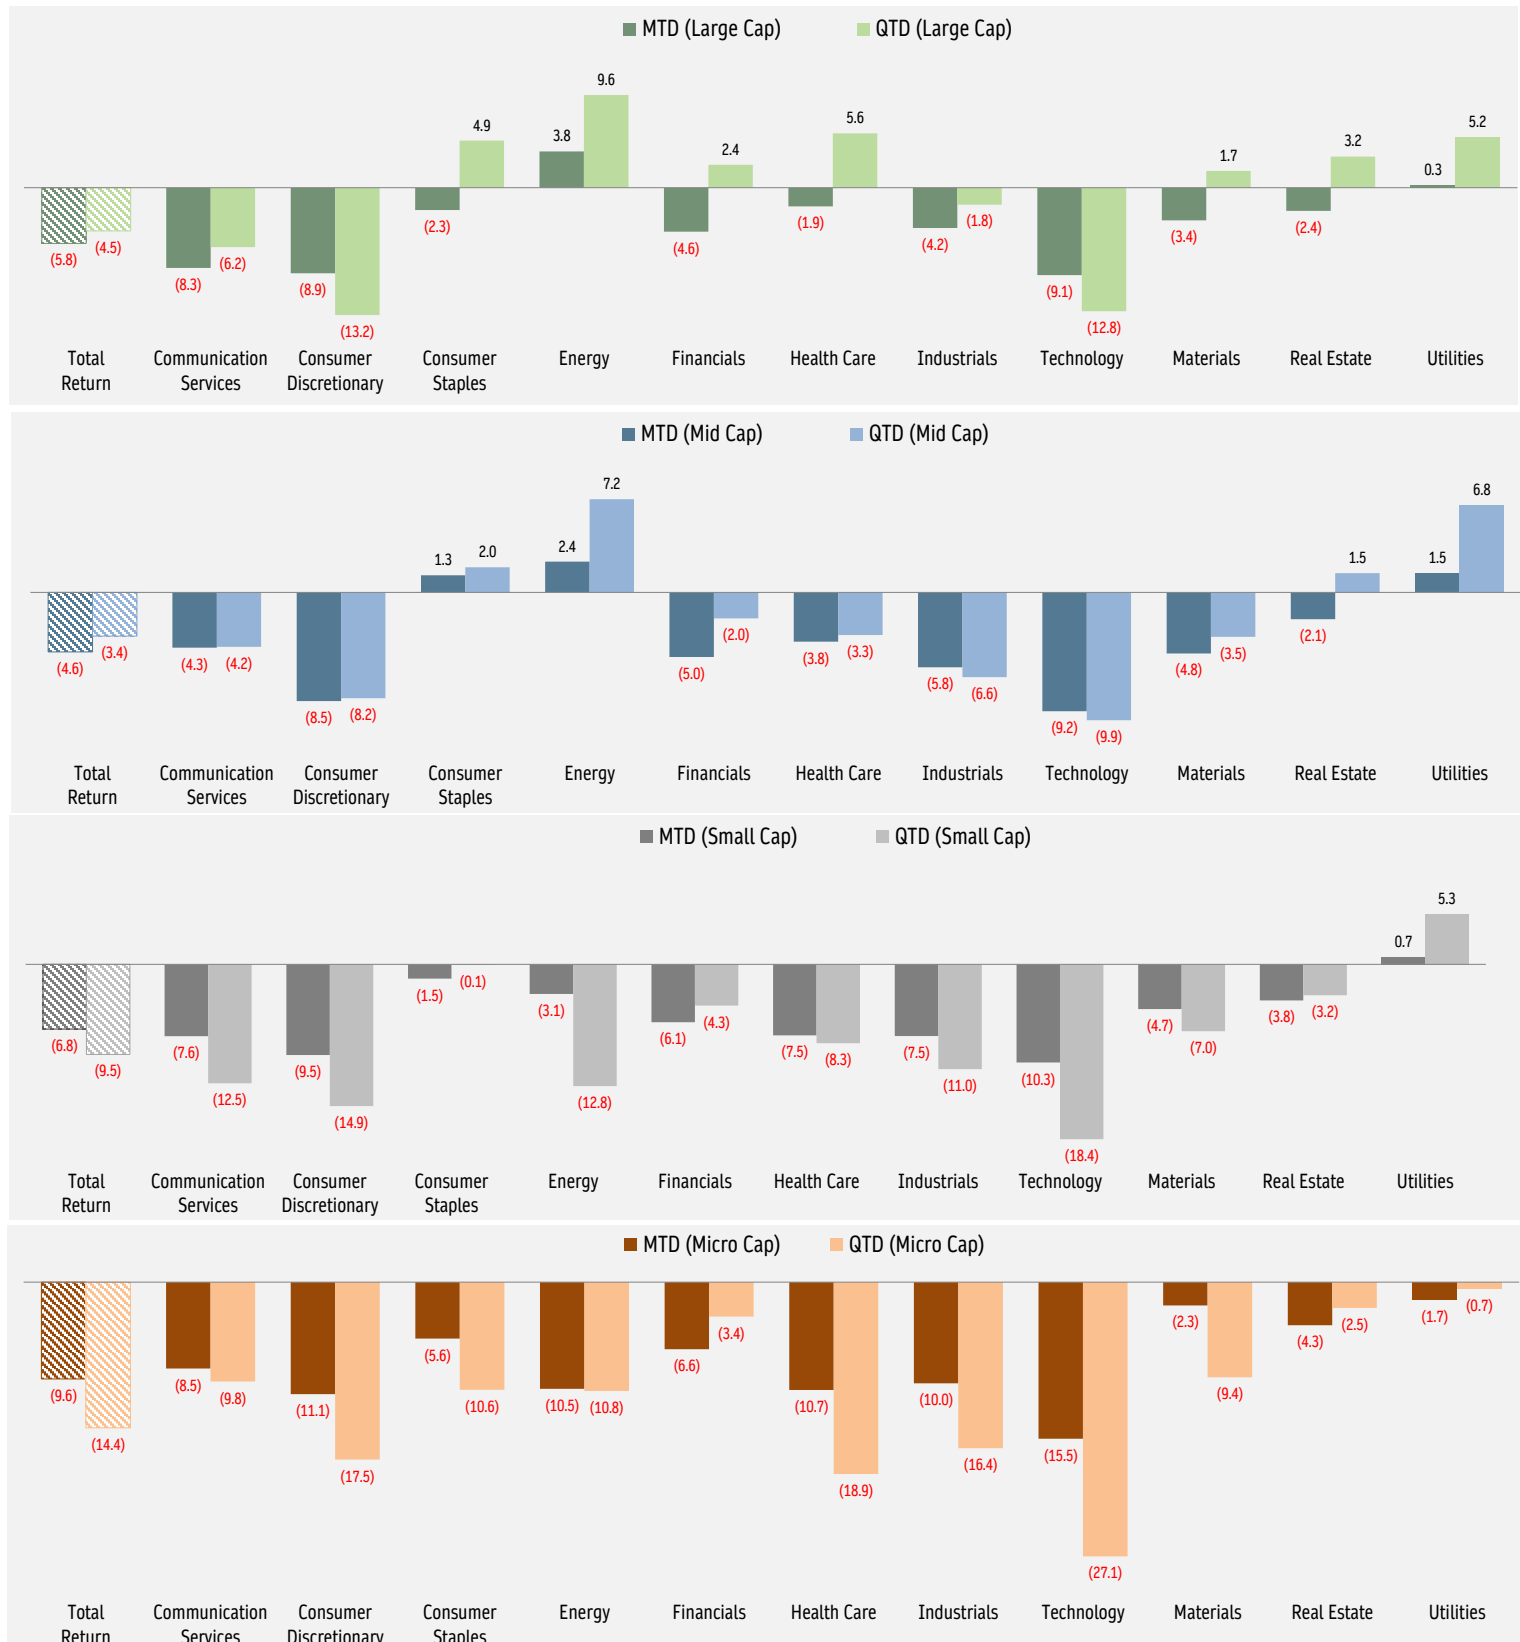 MTD (Large Cap) QTD (Large Cap)
9.6
5.6
5.2
4.9
3.8
3.2
2.4
1.7
0.3
(5.8) (4.5) (8.3) (6.2) (8.9) (13.2) (2.3) (4.6) (1.9) (4.2) (1.8) (9.1) (12.8) (3.4) (2.4)
Total Communication Consumer Consumer Energy Financials Health Care Industrials Technology Materials Real Estate Utilities
Return Services Discretionary Staples
MTD (Mid Cap) QTD (Mid Cap)
7.2
6.8
1.3 2.0 2.4 1.5 1.5
(4.6) (3.4) (4.3) (4.2) (8.5) (8.2) (5.0) (2.0) (3.8) (3.3) (5.8) (6.6) (9.2) (9.9) (4.8) (3.5) (2.1)
Total Communication Consumer Consumer Energy Financials Health Care Industrials Technology Materials Real Estate Utilities
Return Services Discretionary Staples
MTD (Small Cap) QTD (Small Cap)
5.3
0.7
(6.8) (9.5) (7.6) (12.5) (9.5) (14.9) (1.5) (0.1) (3.1) (12.8) (6.1) (4.3) (7.5) (8.3) (7.5) (11.0) (10.3) (18.4) (4.7) (7.0) (3.8) (3.2)
Total Communication Consumer Consumer Energy Financials Health Care Industrials Technology Materials Real Estate Utilities
Return Services Discretionary Staples
MTD (Micro Cap) QTD (Micro Cap)
(9.6) (14.4) (8.5) (9.8) (11.1) (17.5) (5.6) (10.6) (10.5) (10.8) (6.6) (3.4) (10.7) (18.9) (10.0) (16.4) (15.5) (27.1) (2.3) (9.4) (4.3) (2.5) (1.7) (0.7)
Total Communication Consumer Consumer Energy Financials Health Care Industrials Technology Materials Real Estate Utilities
Return Services Discretionary Staples